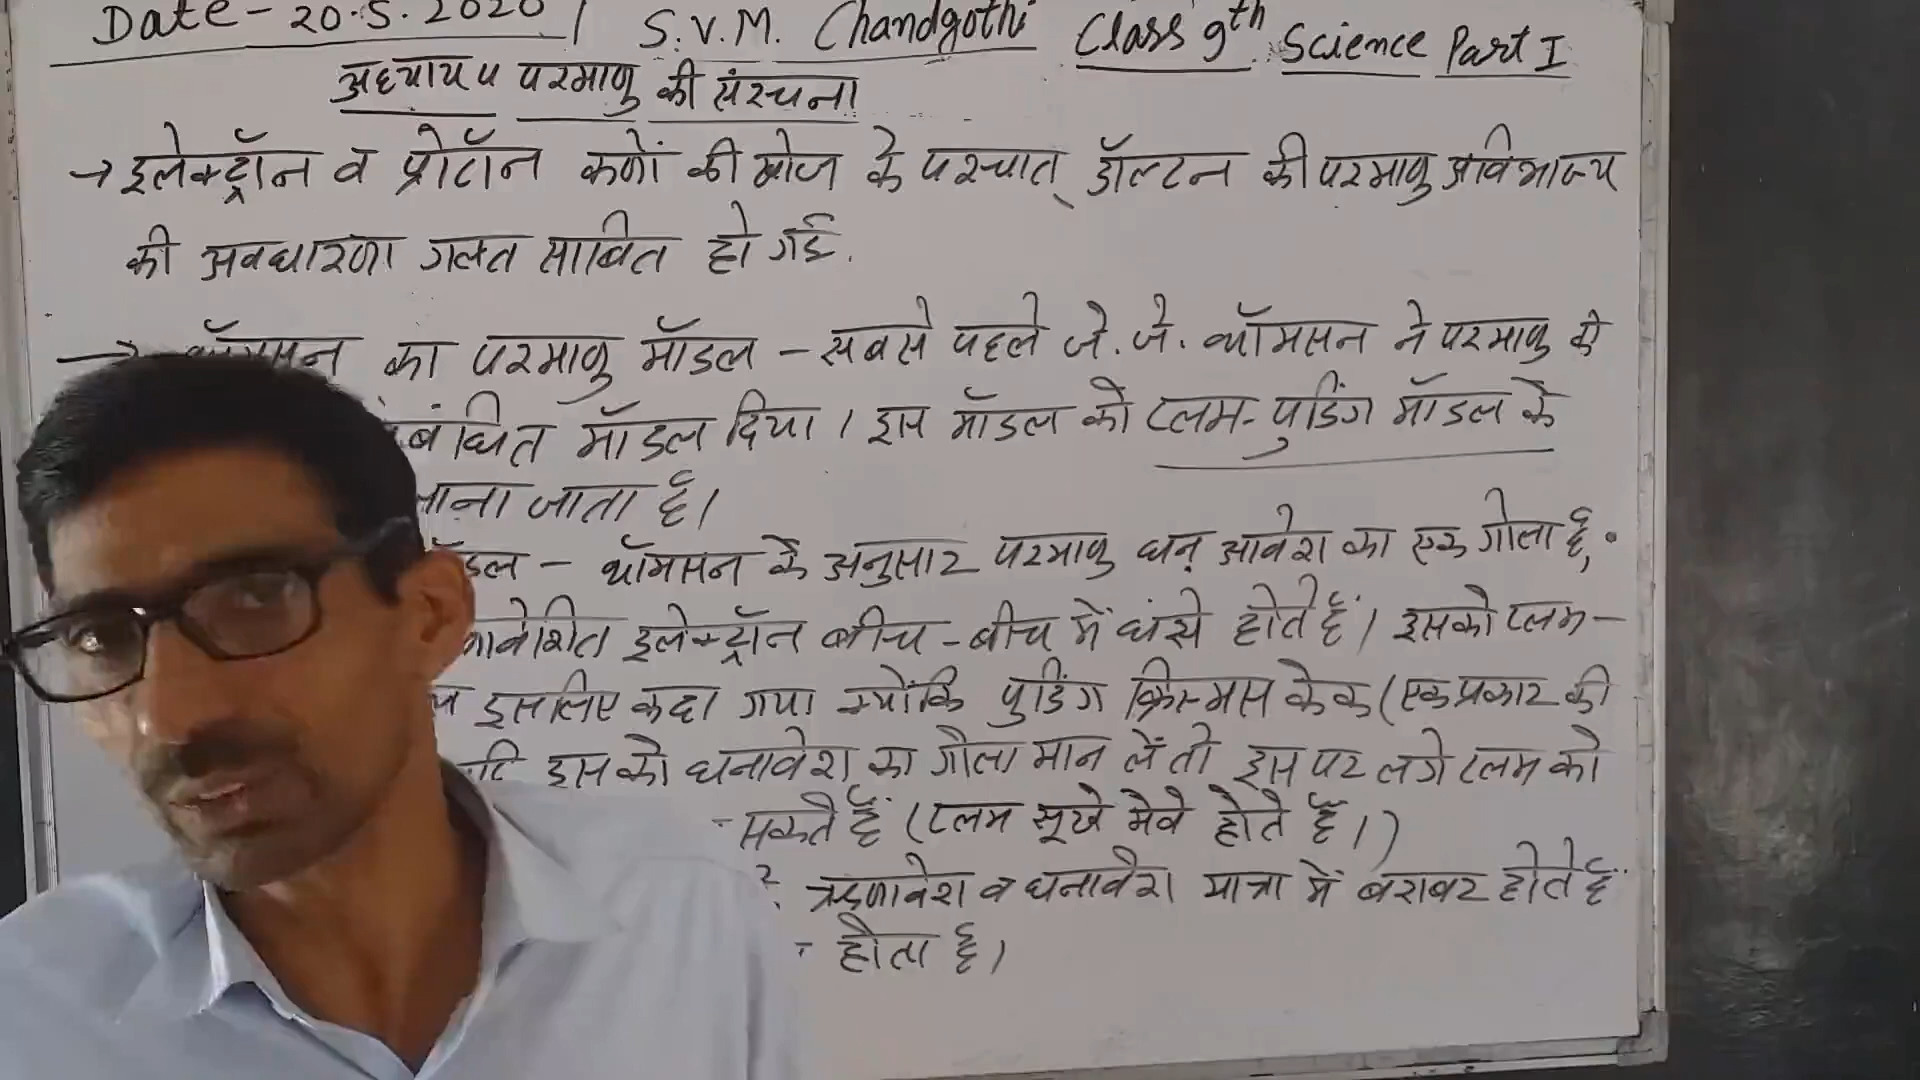 Date - 20.5.2020 S.V.M. Chandgothi Class 9th Science Part I
अध्याय 4 परमाणु की संरचना
→ इलेक्ट्रॉन व प्रोटॉन कणों की खोज के पश्चात् डॉल्टन की परमाणु अविभाज्य
की अवधारणा गलत साबित हो गई.
→ का परमाणु मॉडल – सबसे पहले जे. जे. थॉमसन ने परमाणु से
बंधित मॉडल दिया। इस मॉडल को प्लम-पुडिंग मॉडल के
जाता है।
– थॉमसन के अनुसार परमाणु धन आवेश का एक गोला है,
इलेक्ट्रॉन बीच-बीच में धंसे होते हैं। इसको प्लम-
इसलिए कहा गया क्योंकि पुडिंग क्रिसमस केक (एक प्रकार की
इसको धनावेश का गोला मान लें तो इस पर लगे प्लम को
सकते हैं (प्लम सूखे मेवे होते हैं।)
ऋणावेश व धनावेश मात्रा में बराबर होते हैं
होता है।